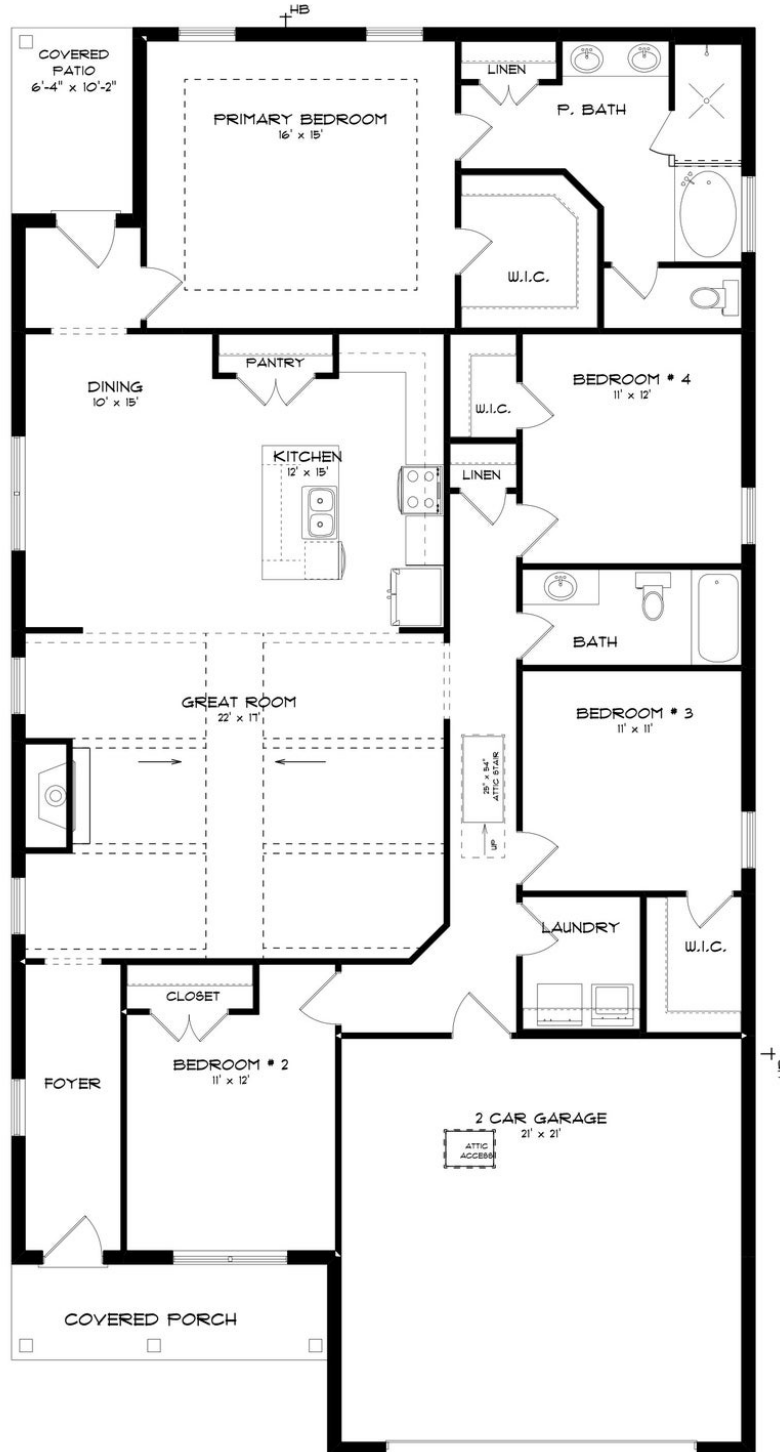 HB
COVERED
PATIO
6'-4" x 10'-2"
LINEN
PRIMARY BEDROOM
16' x 15'
P. BATH
W.I.C.
DINING
10' x 15'
PANTRY
BEDROOM # 4
11' x 12'
W.I.C.
KITCHEN
12' x 15'
LINEN
BATH
GREAT ROOM
22' x 17'
BEDROOM # 3
11' x 11'
25" x 54"
ATTIC STAIR
UP
LAUNDRY
W.I.C.
CLOSET
BEDROOM # 2
11' x 12'
FOYER
2 CAR GARAGE
21' x 21'
ATTIC
ACCESS
COVERED PORCH